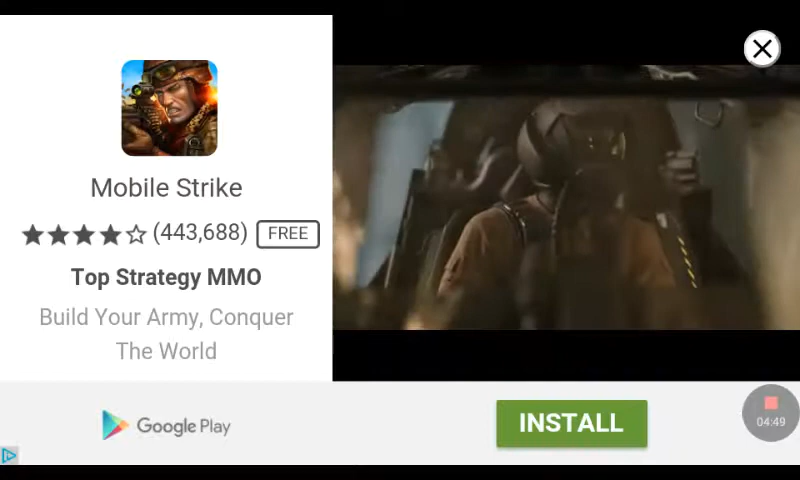 Mobile Strike
(443,688) FREE
Top Strategy MMO
Build Your Army, Conquer
The World
Google Play
INSTALL
04:49